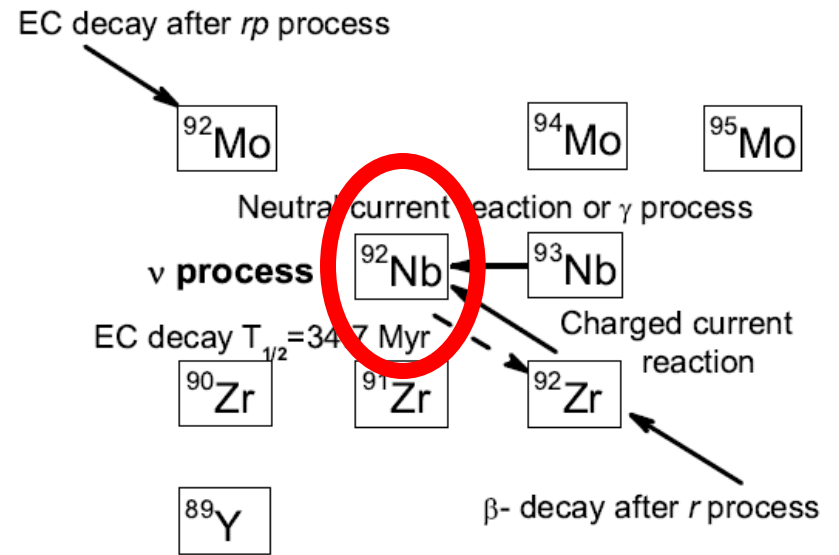 EC decay after rp process
⁹²Mo
⁹⁴Mo
⁹⁵Mo
Neutral current reaction or γ process
ν process
⁹²Nb
⁹³Nb
EC decay T₁/₂=34.7 Myr
Charged current
reaction
⁹⁰Zr
⁹¹Zr
⁹²Zr
β- decay after r process
⁸⁹Y